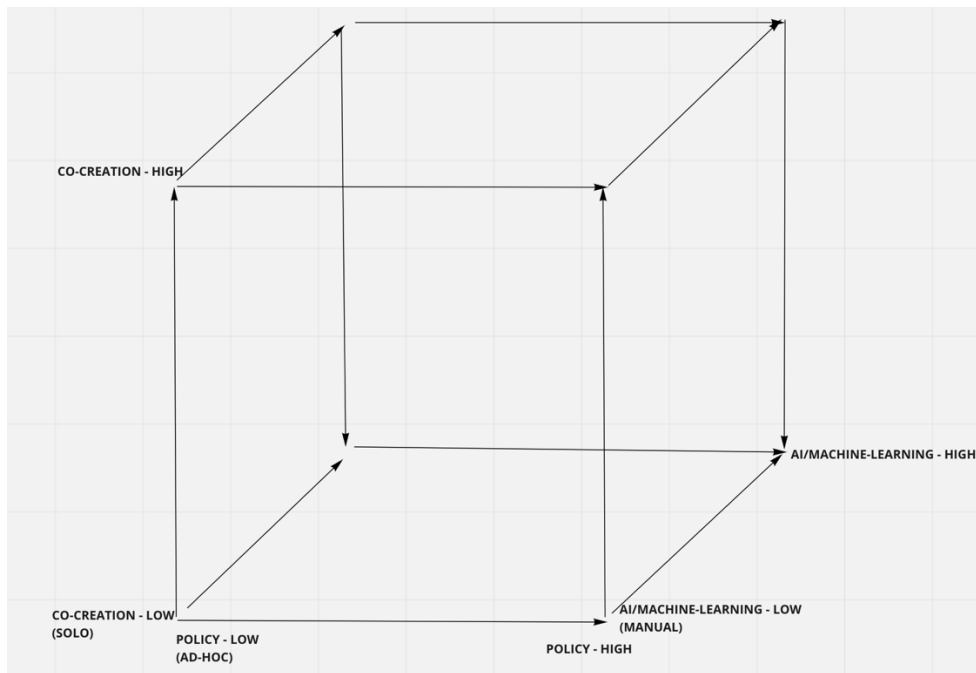 CO-CREATION - HIGH
AI/MACHINE-LEARNING - HIGH
CO-CREATION - LOW
(SOLO)
POLICY - LOW
(AD-HOC)
AI/MACHINE-LEARNING - LOW
(MANUAL)
POLICY - HIGH